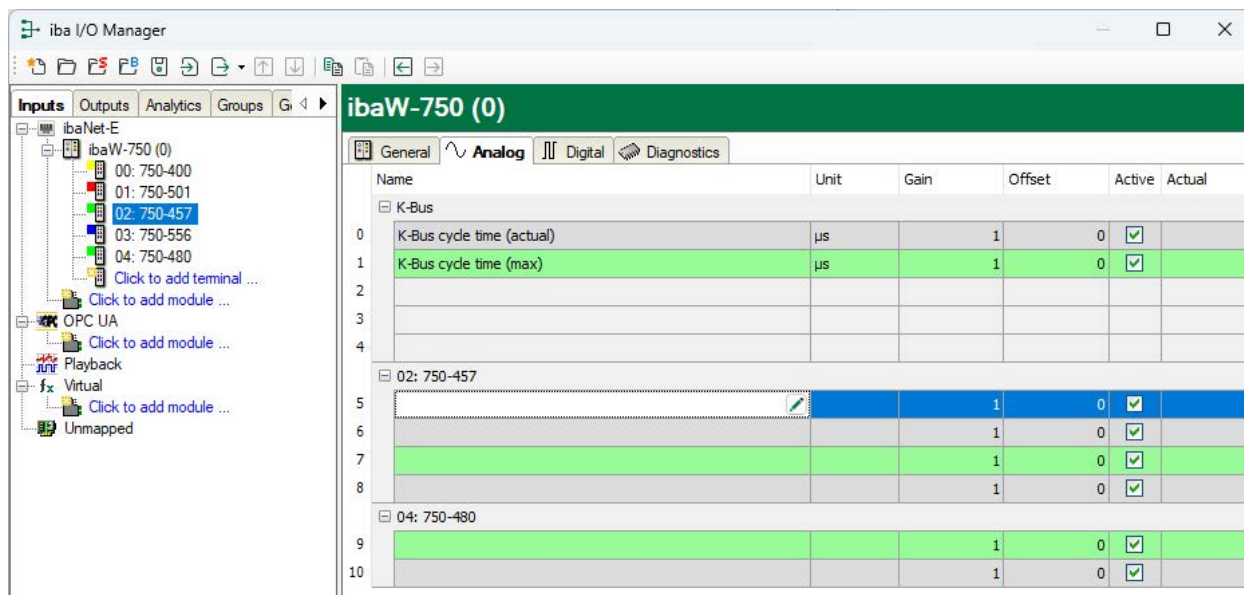 iba I/O Manager
Inputs Outputs Analytics Groups
ibaNet-E
ibaW-750 (0)
00: 750-400
01: 750-501
02: 750-457
03: 750-556
04: 750-480
Click to add terminal ...
Click to add module ...
OPC UA
Click to add module ...
Playback
fx Virtual
Click to add module ...
Unmapped
ibaW-750 (0)
General Analog Digital Diagnostics
Name Unit Gain Offset Active Actual
K-Bus
0 K-Bus cycle time (actual) µs 1 0
1 K-Bus cycle time (max) µs 1 0
2
3
4
02: 750-457
5 1 0
6 1 0
7 1 0
8 1 0
04: 750-480
9 1 0
10 1 0